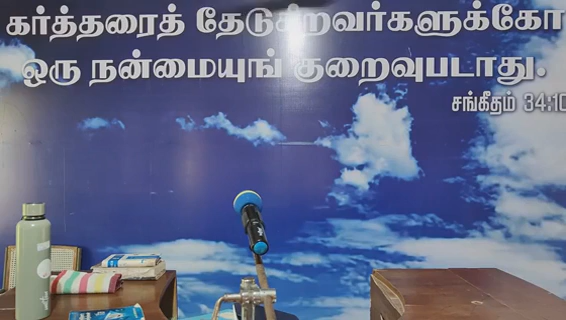 கர்த்தரைத் தேடுகிறவர்களுக்கோ
ஒரு நன்மையுங் குறைவுபடாது.
சங்கீதம் 34:10